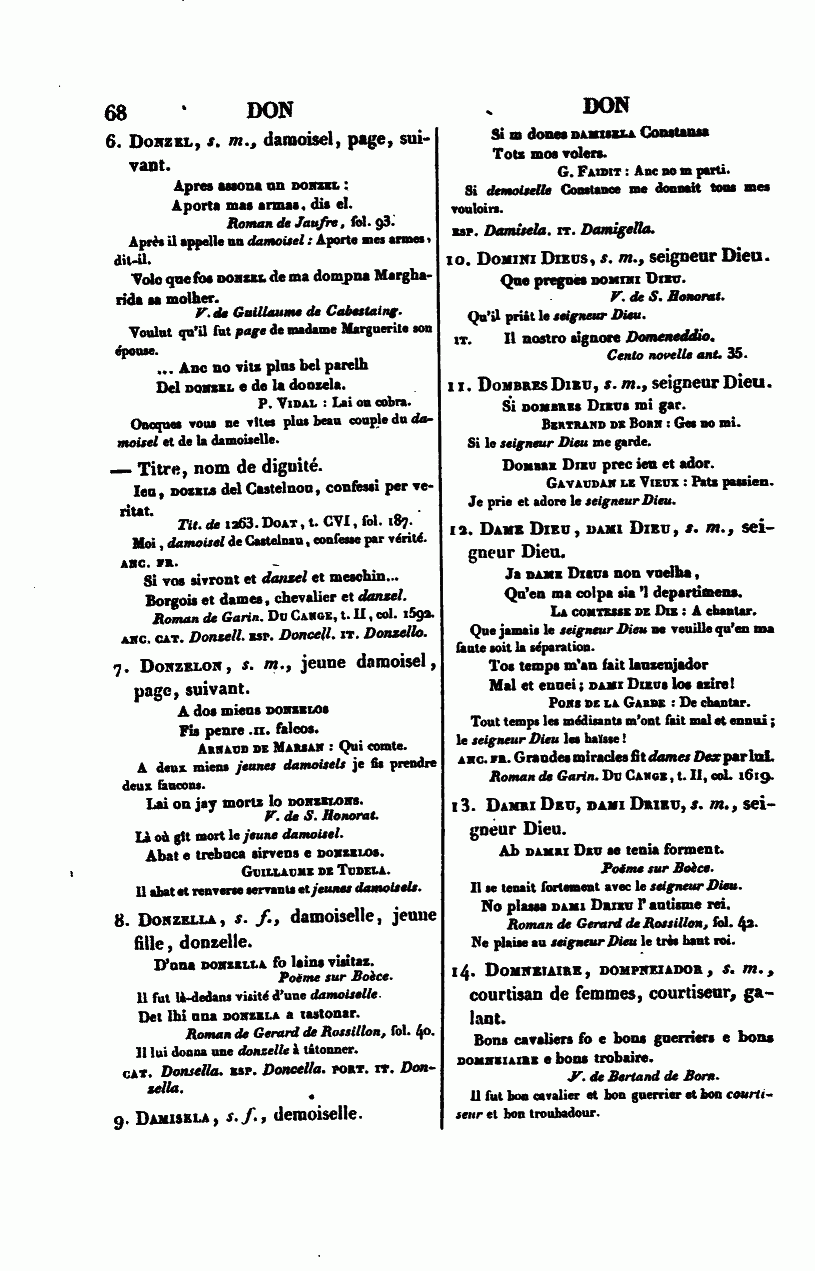 68 DON
6. Donzel, s. m., damoisel, page, sui-
vant.
Apres assona un donzel :
Aporta mas armas, dis el.
Roman de Jaufre, fol. 93.
Après il appelle un damoisel : Aporte mes armes,
dit-il.
Volc que fos donzel de ma dompna Margha-
rida sa molher.
V. de Guillaume de Cabestaing.
Voulut qu'il fut page de madame Marguerite son
épouse.
... Anc no vitz plus bel parelh
Del donzel e de la donzela.
P. Vidal : Lai on cobra.
Oncques vous ne vîtes plus beau couple du da-
moisel et de la damoiselle.
— Titre, nom de dignité.
Ieu, dozels del Castelnou, confessi per ve-
ritat.
Tit. de 1263. Doat, t. CVI, fol. 187.
Moi, damoisel de Castelnau, confesse par vérité.
anc. fr.
Si vos sivront et danzel et meschin...
Borgois et dames, chevalier et danzel.
Roman de Garin. Du Cange, t. II, col. 1592.
anc. cat. Donzell. esp. Doncell. it. Donzello.
7. Donzelon, s. m., jeune damoisel,
page, suivant.
A dos miens donzelos
Fis penre .ii. falcos.
Arnaud de Marsan : Qui comte.
A deux miens jeunes damoisels je fis prendre
deux faucons.
Lai on jay mortz lo donzelons.
V. de S. Honorat.
Là où gît mort le jeune damoisel.
Abat e trebuca sirvens e donzelos.
Guillaume de Tudela.
Il abat et renverse servants et jeunes damoisels.
8. Donzella, s. f., damoiselle, jeune
fille, donzelle.
D'una donzella fo lains visitaz.
Poëme sur Boèce.
Il fut là-dedans visité d'une damoiselle.
Det lhi una donzela a tastonar.
Roman de Gerard de Rossillon, fol. 40.
Il lui donna une donzelle à tâtonner.
cat. Donsella. esp. Doncella. port. it. Don-
zella.
9. Damisela, s. f., demoiselle.
DON
Si m dones damisela Constansa
Totz mos volers.
G. Faidit : Anc no m parti.
Si demoiselle Constance me donnait tous mes
vouloirs.
esp. Damisela. it. Damigella.
10. Domini Dieus, s. m., seigneur Dieu.
Que pregues domini Dieu.
V. de S. Honorat.
Qu'il priât le seigneur Dieu.
it. Il nostro signore Domeneddio.
Cento novelle ant. 35.
11. Dombres Dieu, s. m., seigneur Dieu.
Si dombres Dieus mi gar.
Bertrand de Born : Ges no mi.
Si le seigneur Dieu me garde.
Dombre Dieu prec ieu et ador.
Gavaudan le Vieux : Patz passien.
Je prie et adore le seigneur Dieu.
12. Dame Dieu, dami Dieu, s. m., sei-
gneur Dieu.
Ja dame Dieus non vuelha,
Qu'en ma colpa sia 'l departimens.
La comtesse de Die : A chantar.
Que jamais le seigneur Dieu ne veuille qu'en ma
faute soit la séparation.
Tos temps m'an fait lauzenjador
Mal et ennei ; dami Dieus los azire !
Pons de la Garde : De chantar.
Tout temps les médisants m'ont fait mal et ennui ;
le seigneur Dieu les haïsse !
anc. fr. Grandes miracles fit dames Dex par lui.
Roman de Garin. Du Cange, t. II, col. 1619.
13. Damri Deu, dami Drieu, s. m., sei-
gneur Dieu.
Ab damri Deu se tenia forment.
Poëme sur Boèce.
Il se tenait fortement avec le seigneur Dieu.
No plassa dami Drieu l'autisme rei.
Roman de Gerard de Rossillon, fol. 42.
Ne plaise au seigneur Dieu le très haut roi.
14. Domneiaire, dompneiador, s. m.,
courtisan de femmes, courtiseur, ga-
lant.
Bons cavaliers fo e bons guerriers e bons
domneiaire e bons trobaire.
V. de Bertand de Born.
Il fut bon cavalier et bon guerrier et bon courti-
seur et bon troubadour.